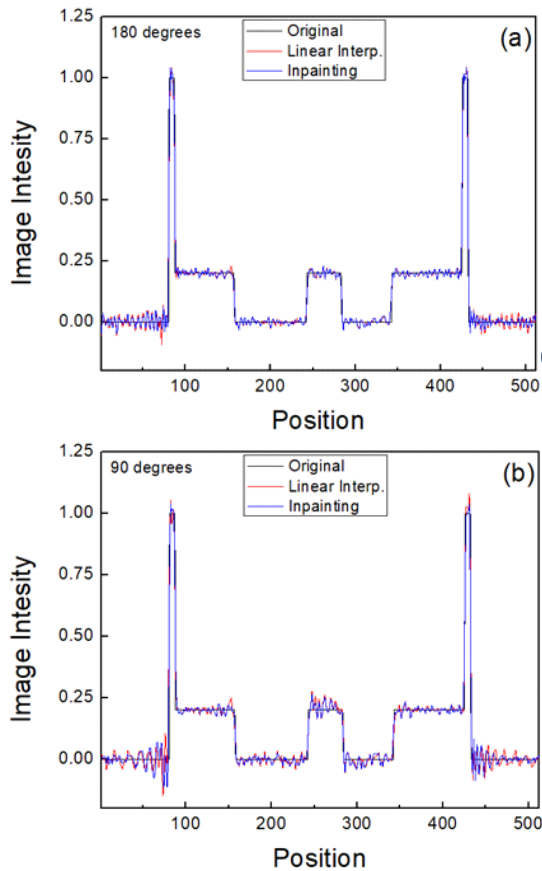 180 degrees
Original
Linear Interp.
Inpainting
(a)
1.25
1.00
0.75
0.50
0.25
0.00
Image Intesity
100 200 300 400 500
Position
90 degrees
Original
Linear Interp.
Inpainting
(b)
1.25
1.00
0.75
0.50
0.25
0.00
Image Intesity
100 200 300 400 500
Position